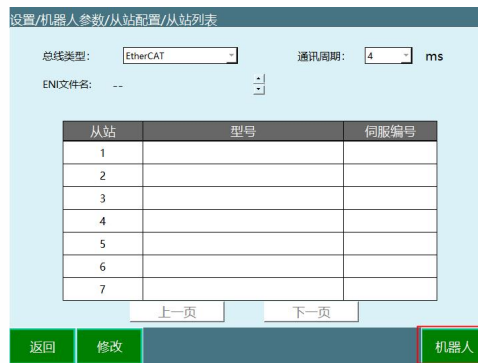 设置/机器人参数/从站配置/从站列表
总线类型： EtherCAT 通讯周期： 4 ms
ENI文件名： --
从站 型号 伺服编号
1
2
3
4
5
6
7
上一页 下一页
返回 修改 机器人